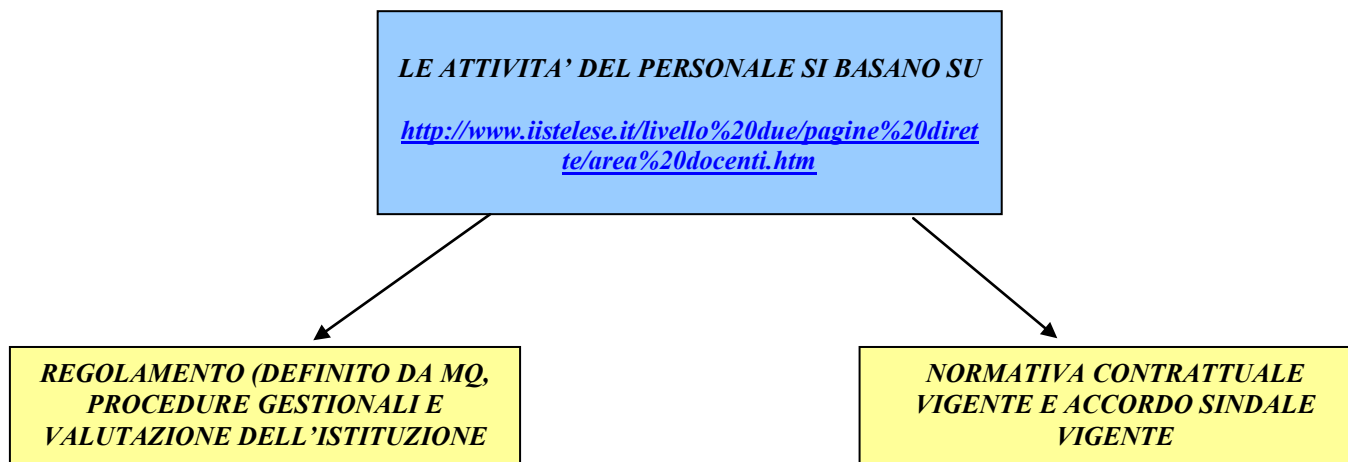 LE ATTIVITA’ DEL PERSONALE SI BASANO SU
http://www.iistelese.it/livello%20due/pagine%20diret
te/area%20docenti.htm
REGOLAMENTO (DEFINITO DA MQ,
PROCEDURE GESTIONALI E
VALUTAZIONE DELL’ISTITUZIONE
NORMATIVA CONTRATTUALE
VIGENTE E ACCORDO SINDALE
VIGENTE